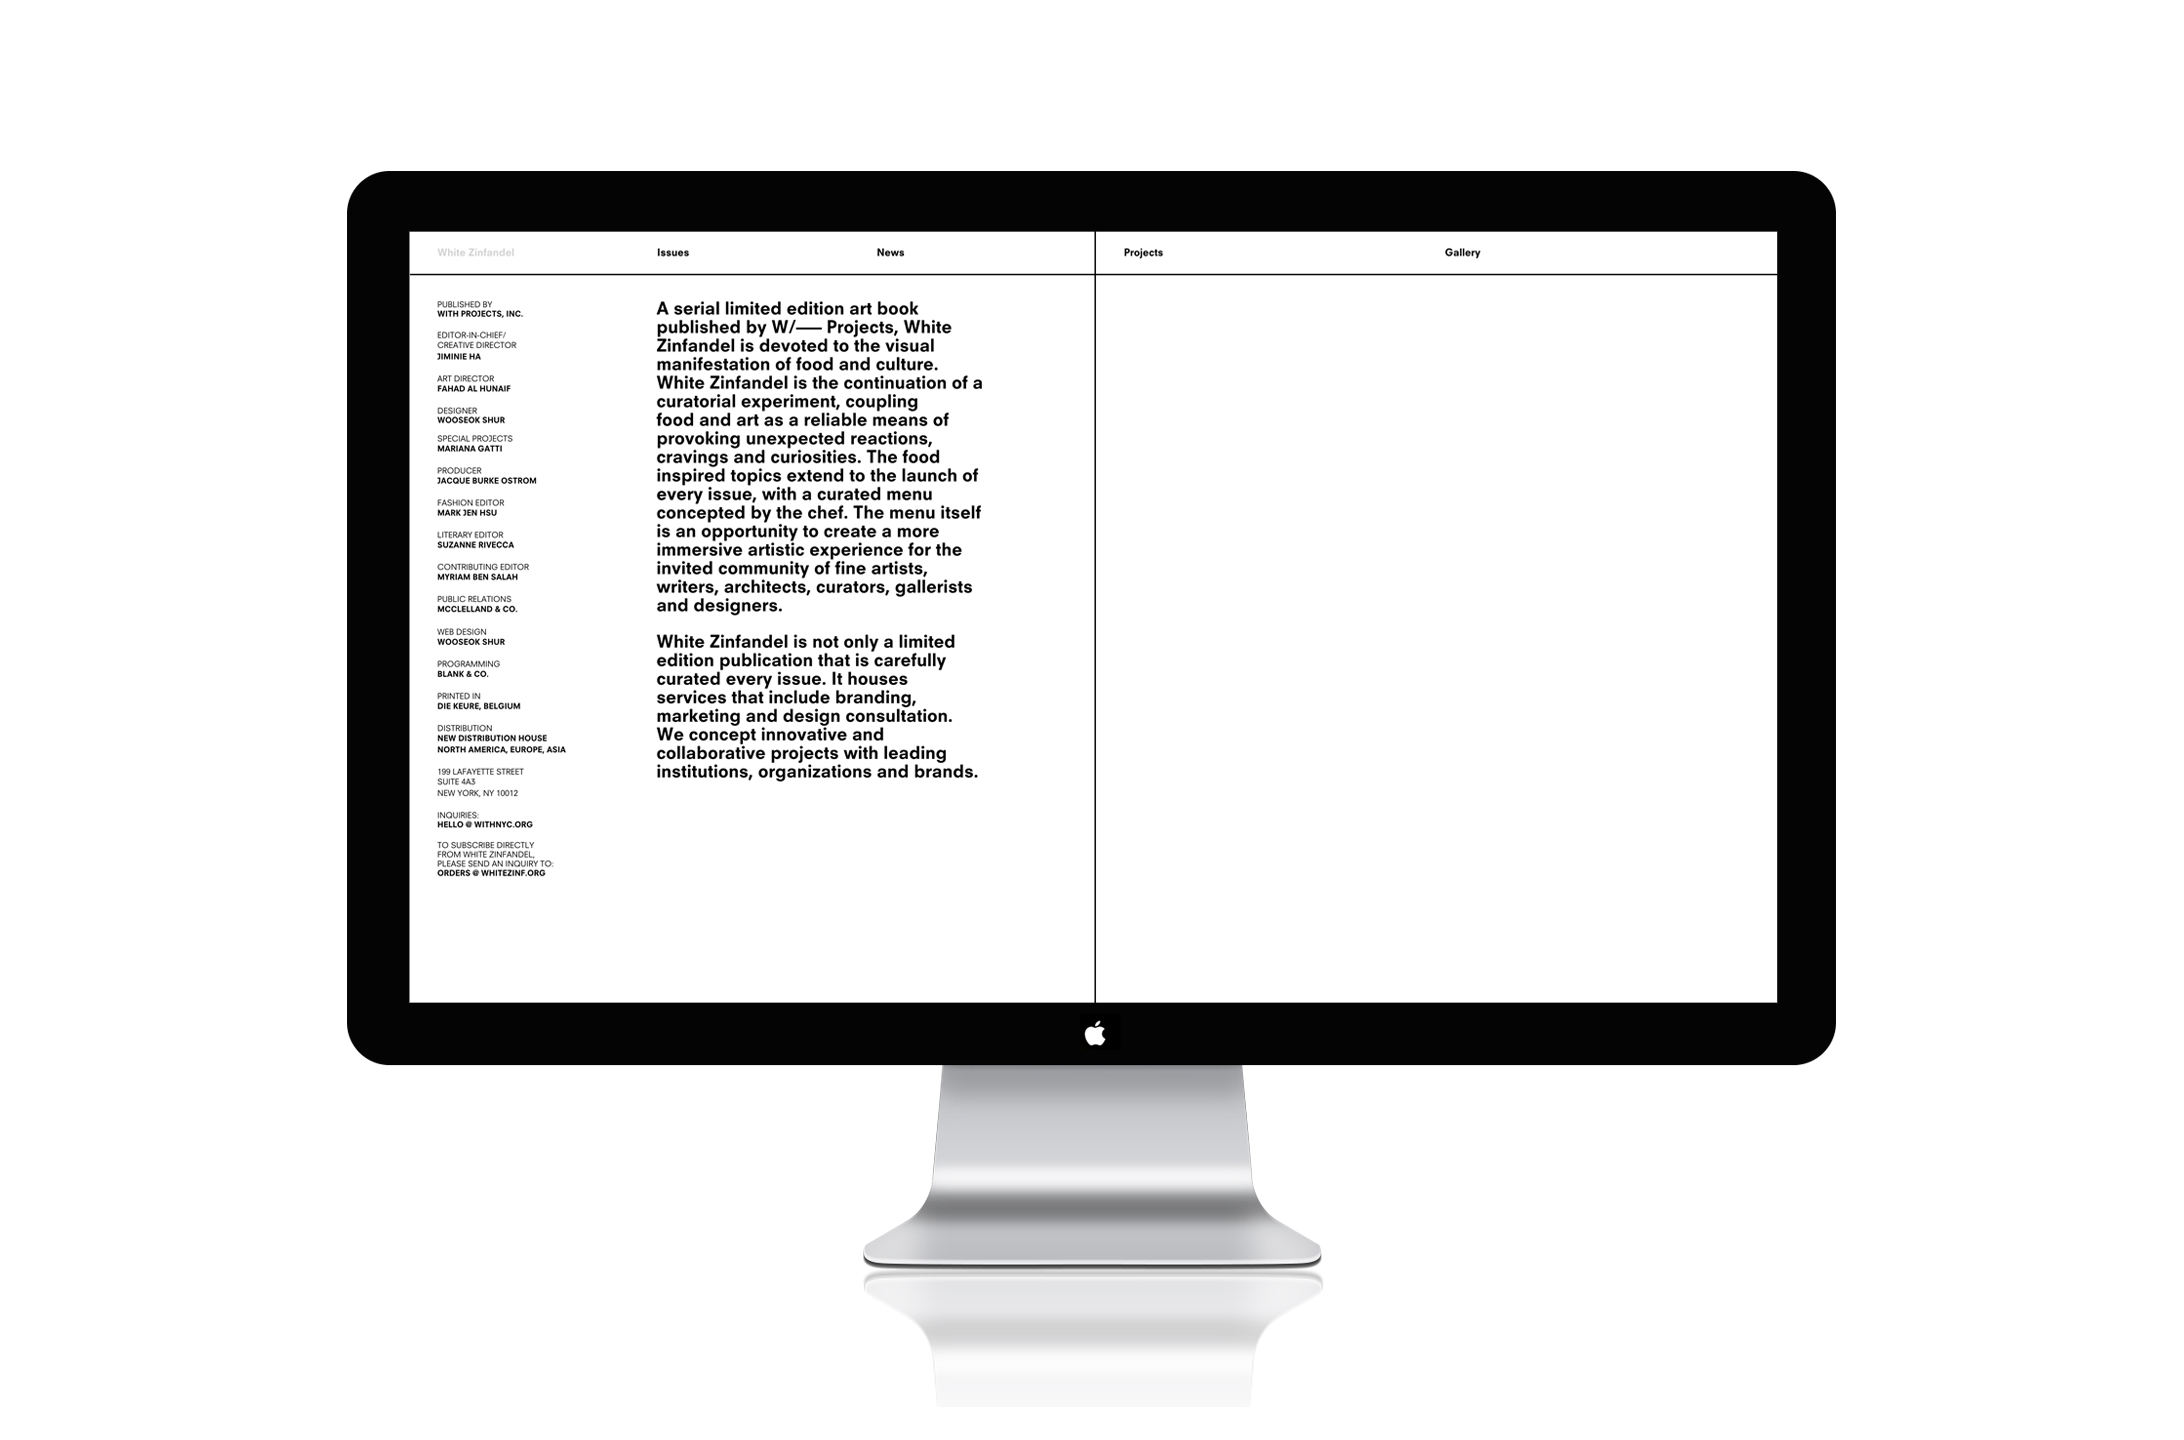 White Zinfandel
Issues
News
Projects
Gallery
PUBLISHED BY
WITH PROJECTS, INC.
EDITOR-IN-CHIEF/
CREATIVE DIRECTOR
JIMINIE HA
ART DIRECTOR
FAHAD AL HUNAIF
DESIGNER
WOOSEOK SHUR
SPECIAL PROJECTS
MARIANA GATTI
PRODUCER
JACQUE BURKE OSTROM
FASHION EDITOR
MARK JEN HSU
LITERARY EDITOR
SUZANNE RIVECCA
CONTRIBUTING EDITOR
MYRIAM BEN SALAH
PUBLIC RELATIONS
MCCLELLAND & CO.
WEB DESIGN
WOOSEOK SHUR
PROGRAMMING
BLANK & CO.
PRINTED IN
DIE KEURE, BELGIUM
DISTRIBUTION
NEW DISTRIBUTION HOUSE
NORTH AMERICA, EUROPE, ASIA
199 LAFAYETTE STREET
SUITE 4A3
NEW YORK, NY 10012
INQUIRIES:
HELLO @ WITHNYC.ORG
TO SUBSCRIBE DIRECTLY
FROM WHITE ZINFANDEL,
PLEASE SEND AN INQUIRY TO:
ORDERS @ WHITEZINF.ORG
A serial limited edition art book
published by W/–– Projects, White
Zinfandel is devoted to the visual
manifestation of food and culture.
White Zinfandel is the continuation of a
curatorial experiment, coupling
food and art as a reliable means of
provoking unexpected reactions,
cravings and curiosities. The food
inspired topics extend to the launch of
every issue, with a curated menu
concepted by the chef. The menu itself
is an opportunity to create a more
immersive artistic experience for the
invited community of fine artists,
writers, architects, curators, gallerists
and designers.
White Zinfandel is not only a limited
edition publication that is carefully
curated every issue. It houses
services that include branding,
marketing and design consultation.
We concept innovative and
collaborative projects with leading
institutions, organizations and brands.